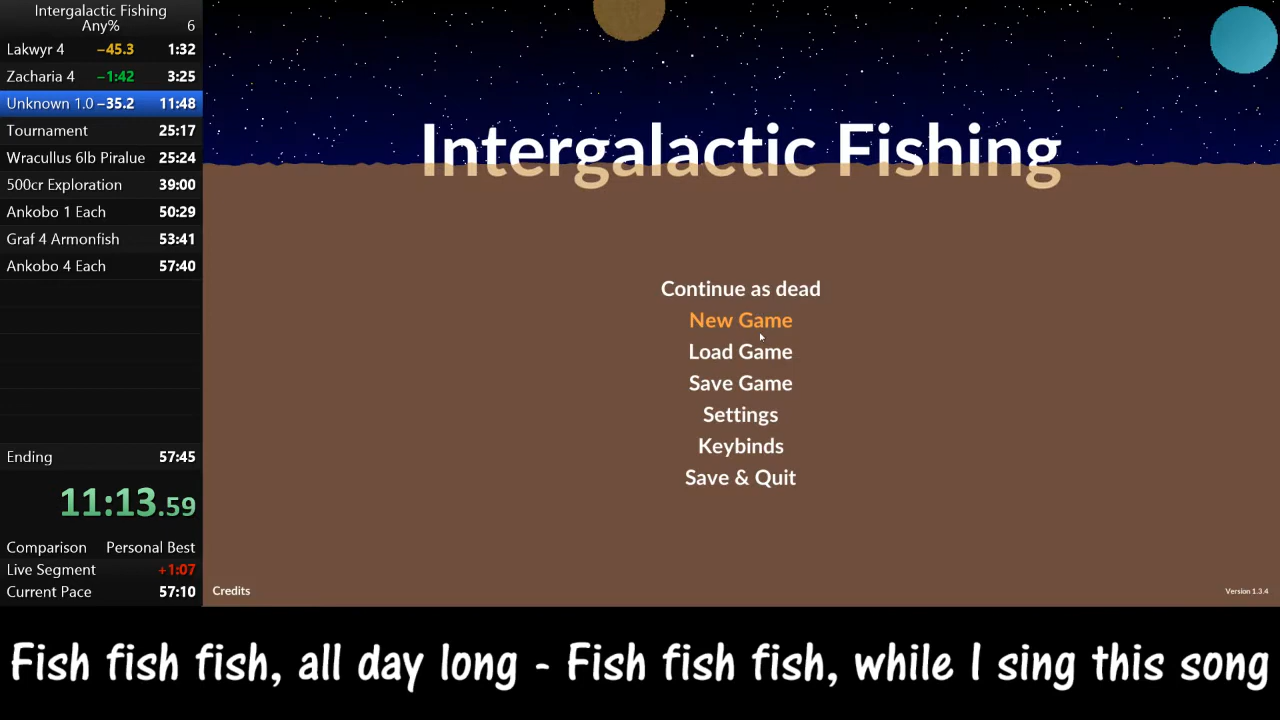 Intergalactic Fishing
Any% 6
Lakwyr 4 −45.3 1:32
Zacharia 4 −1:42 3:25
Unknown 1.0 −35.2 11:48
Tournament 25:17
Wracullus 6lb Piralue 25:24
500cr Exploration 39:00
Ankobo 1 Each 50:29
Graf 4 Armonfish 53:41
Ankobo 4 Each 57:40
Ending 57:45
11:13.59
Comparison Personal Best
Live Segment +1:07
Current Pace 57:10
Intergalactic Fishing
Continue as dead
New Game
Load Game
Save Game
Settings
Keybinds
Save & Quit
Credits
Version 1.3.4
Fish fish fish, all day long - Fish fish fish, while I sing this song